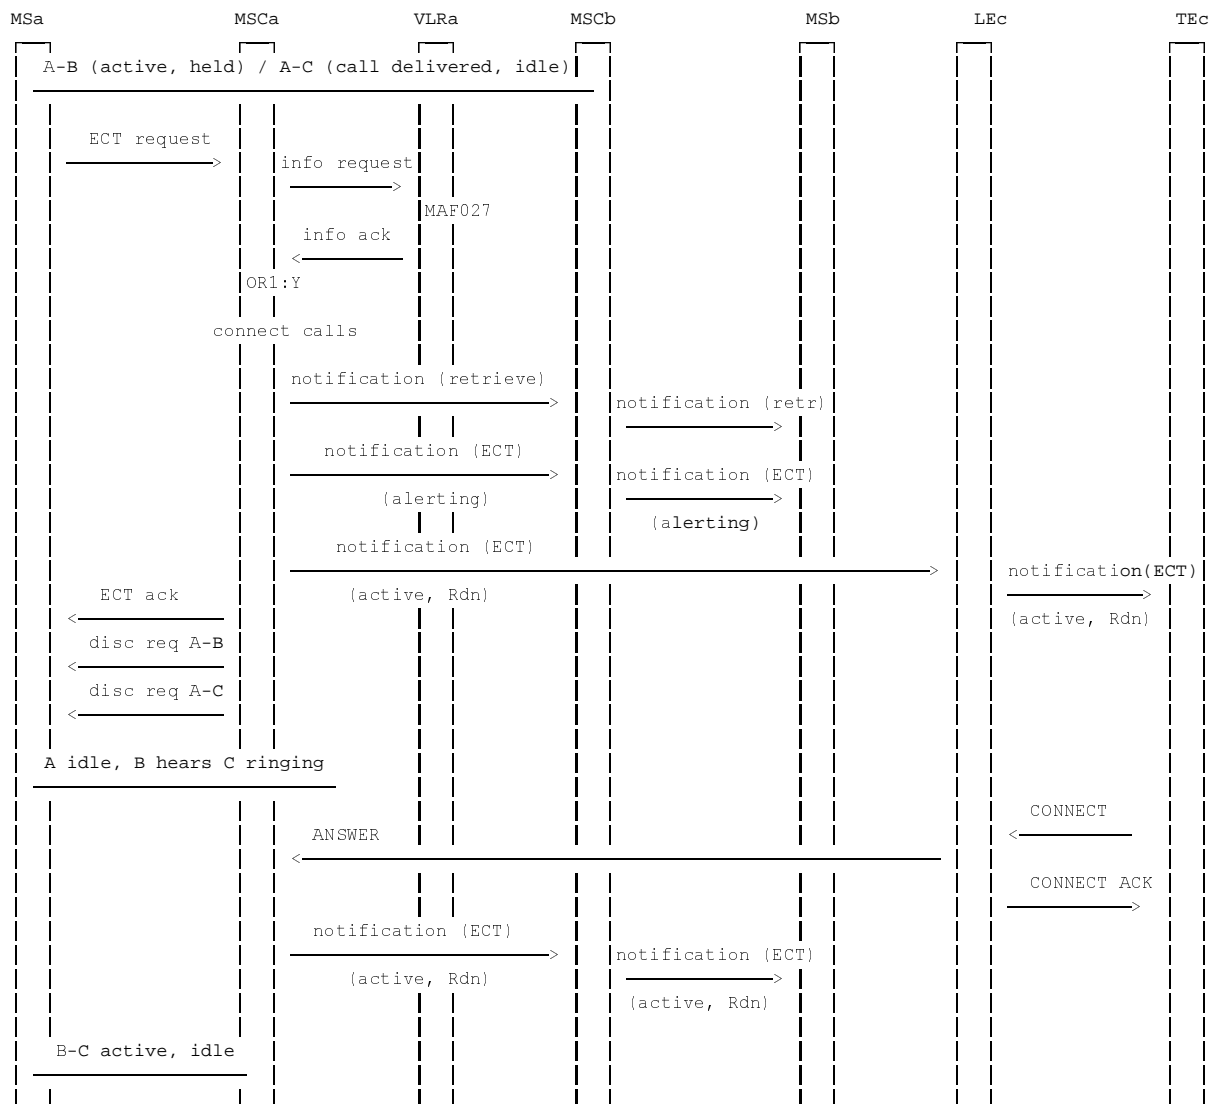 MSa MSCa VLRa MSCb MSb LEc TEc
A-B (active, held) / A-C (call delivered, idle)
ECT request
info request
MAF027
info ack
OR1:Y
connect calls
notification (retrieve)
notification (retr)
notification (ECT)
notification (ECT)
(alerting)
(alerting)
notification (ECT)
notification(ECT)
ECT ack (active, Rdn)
(active, Rdn)
disc req A-B
disc req A-C
A idle, B hears C ringing
CONNECT
ANSWER
CONNECT ACK
notification (ECT)
notification (ECT)
(active, Rdn)
(active, Rdn)
B-C active, idle